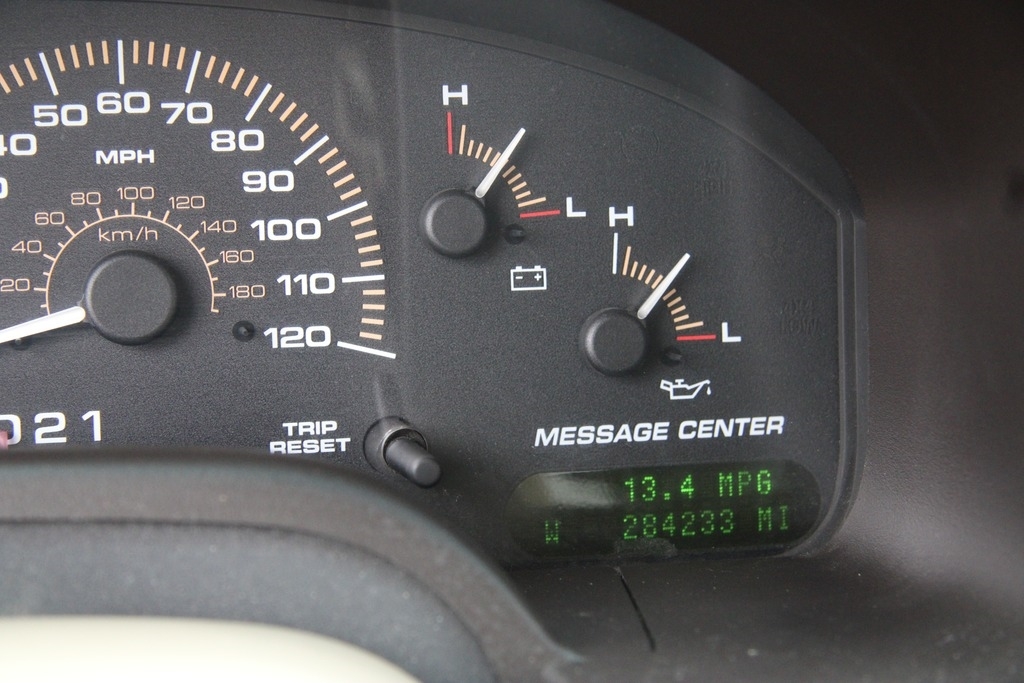 50 60 70
40 80
MPH
90
80 100 120
60 140
100
km/h
40 160
20 180
110
120
021
TRIP
RESET
H
L
H
L
MESSAGE CENTER
13.4 MPG
W 284233 MI